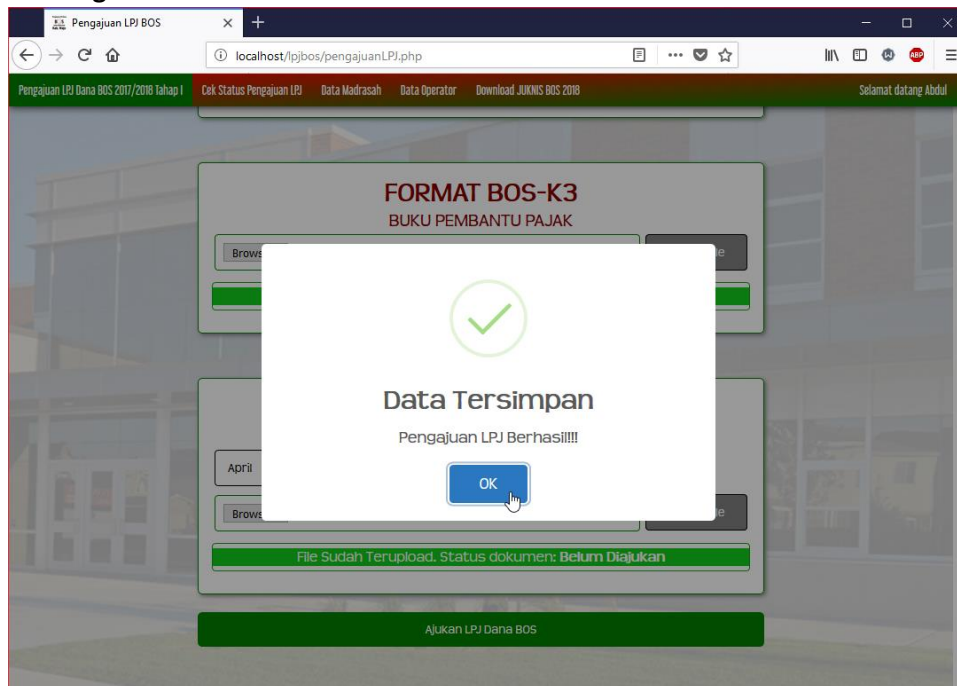 Pengajuan LPJ BOS
localhost/lpjbos/pengajuanLPJ.php
Pengajuan LPJ Dana BOS 2017/2018 Tahap I Cek Status Pengajuan LPJ Data Madrasah Data Operator Download JUKNIS BOS 2018 Selamat datang Abdul
FORMAT BOS-K3
BUKU PEMBANTU PAJAK
Data Tersimpan
Pengajuan LPJ Berhasil!!!
OK
April
File Sudah Terupload. Status dokumen: Belum Diajukan
Ajukan LPJ Dana BOS